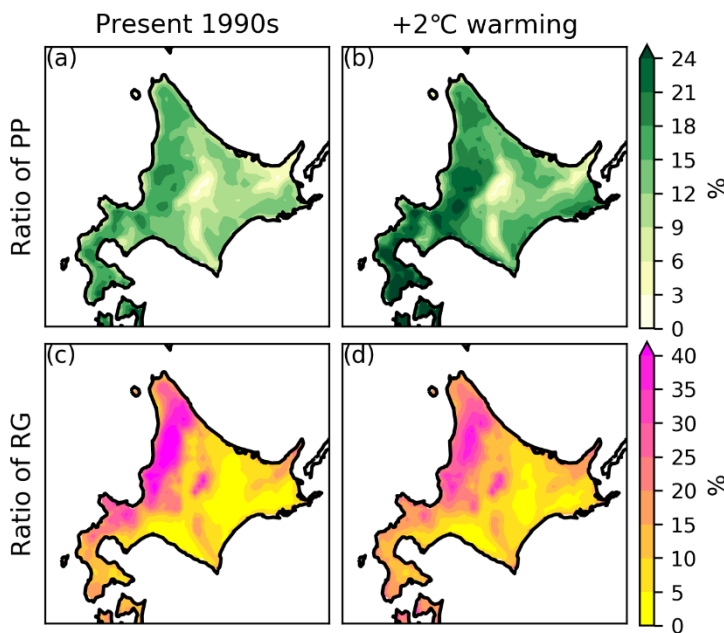 Present 1990s
+2℃ warming
Ratio of PP
(a)
(b)
24
21
18
15
12
9
6
3
0
%
Ratio of RG
(c)
(d)
40
35
30
25
20
15
10
5
0
%